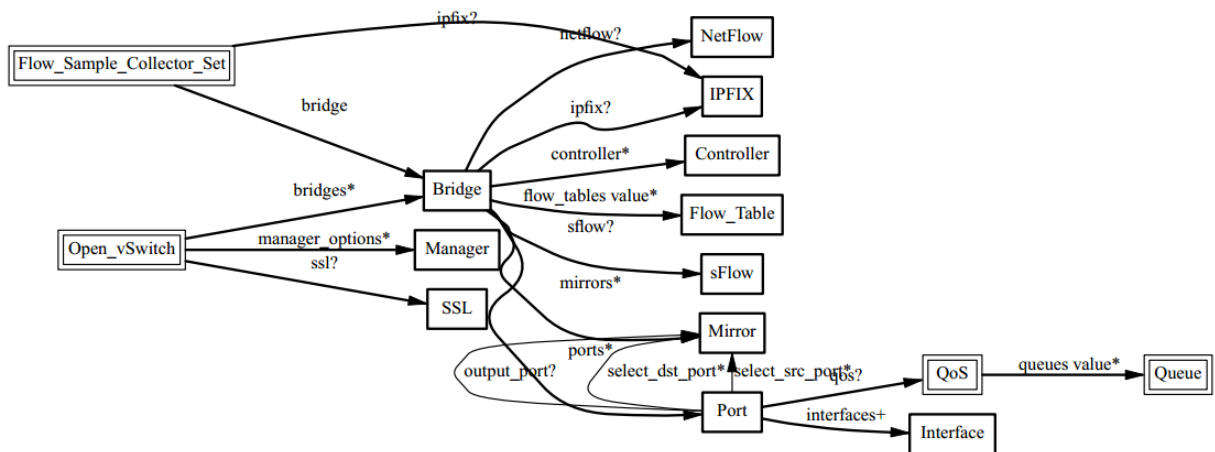 ipfix?
netflow?
NetFlow
Flow_Sample_Collector_Set
IPFIX
bridge
ipfix?
controller*
Controller
bridges*
Bridge
flow_tables value*
Flow_Table
sflow?
Open_vSwitch
manager_options*
Manager
ssl?
sFlow
mirrors*
SSL
Mirror
ports*
output_port?
select_dst_port*
select_src_port*
qos?
QoS
queues value*
Queue
Port
interfaces+
Interface